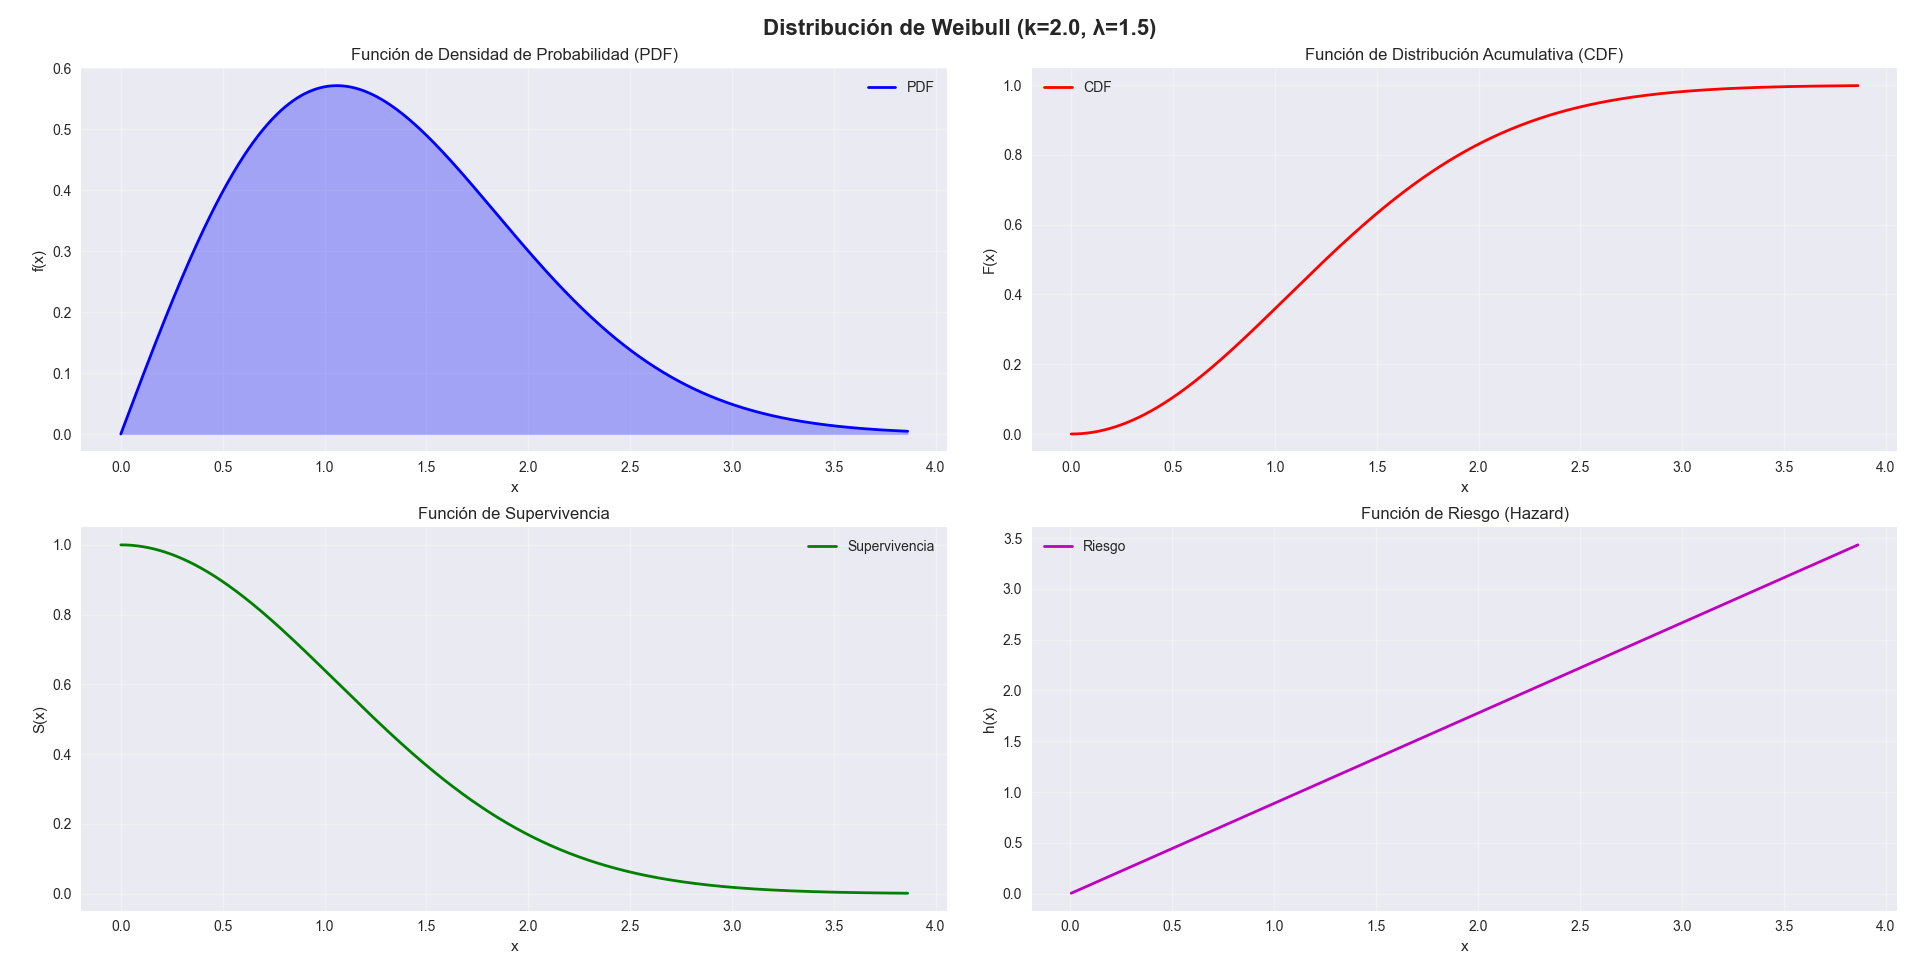 Distribución de Weibull (k=2.0, λ=1.5)
Función de Densidad de Probabilidad (PDF)
PDF
0.6
0.5
0.4
0.3
0.2
0.1
0.0
f(x)
0.0 0.5 1.0 1.5 2.0 2.5 3.0 3.5 4.0
x
Función de Distribución Acumulativa (CDF)
CDF
1.0
0.8
0.6
0.4
0.2
0.0
F(x)
0.0 0.5 1.0 1.5 2.0 2.5 3.0 3.5 4.0
x
Función de Supervivencia
Supervivencia
1.0
0.8
0.6
0.4
0.2
0.0
S(x)
0.0 0.5 1.0 1.5 2.0 2.5 3.0 3.5 4.0
x
Función de Riesgo (Hazard)
Riesgo
3.5
3.0
2.5
2.0
1.5
1.0
0.5
0.0
h(x)
0.0 0.5 1.0 1.5 2.0 2.5 3.0 3.5 4.0
x